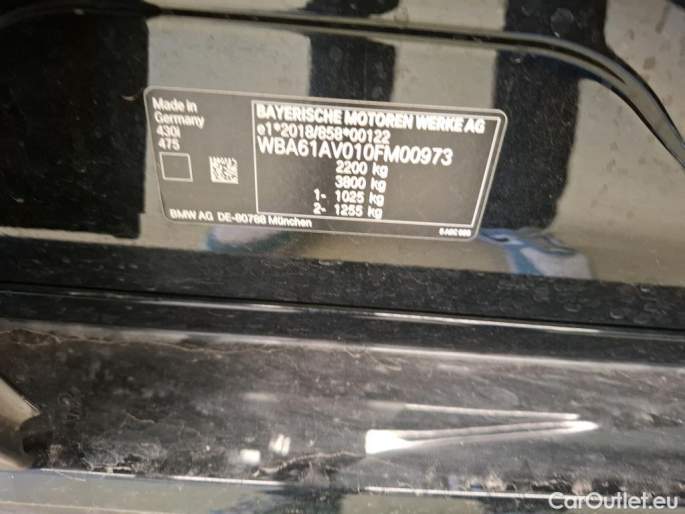 Made in
Germany
430i
475
BAYERISCHE MOTOREN WERKE AG
e1*2018/858*00122
WBA61AV010FM00973
2200 kg
3800 kg
1- 1025 kg
2- 1255 kg
BMW AG DE-80788 München
CarOutlet.eu